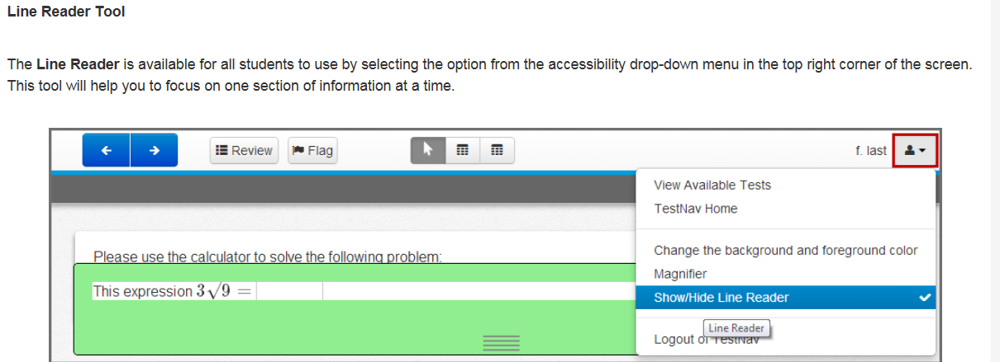 Line Reader Tool
The Line Reader is available for all students to use by selecting the option from the accessibility drop-down menu in the top right corner of the screen.
This tool will help you to focus on one section of information at a time.
Review Flag f. last
View Available Tests
TestNav Home
Change the background and foreground color
Please use the calculator to solve the following problem:
Magnifier
This expression 3√9 =
Show/Hide Line Reader
Line Reader
Logout of TestNav